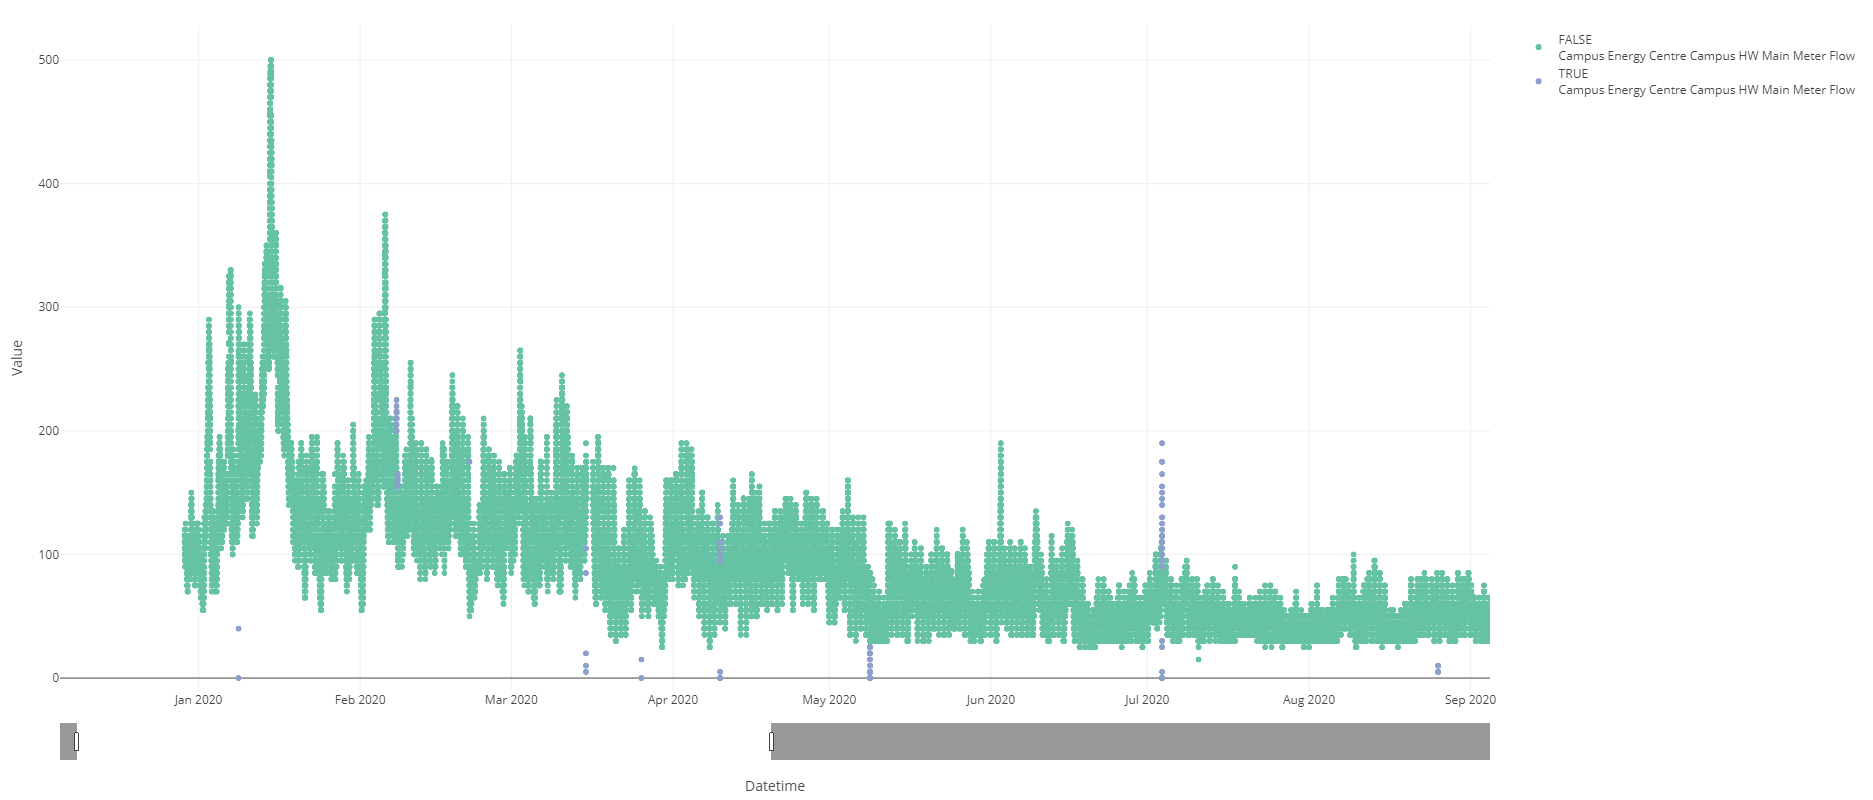 500
400
300
200
100
0
Value
Jan 2020
Feb 2020
Mar 2020
Apr 2020
May 2020
Jun 2020
Jul 2020
Aug 2020
Sep 2020
Datetime
FALSE
Campus Energy Centre Campus HW Main Meter Flow
TRUE
Campus Energy Centre Campus HW Main Meter Flow